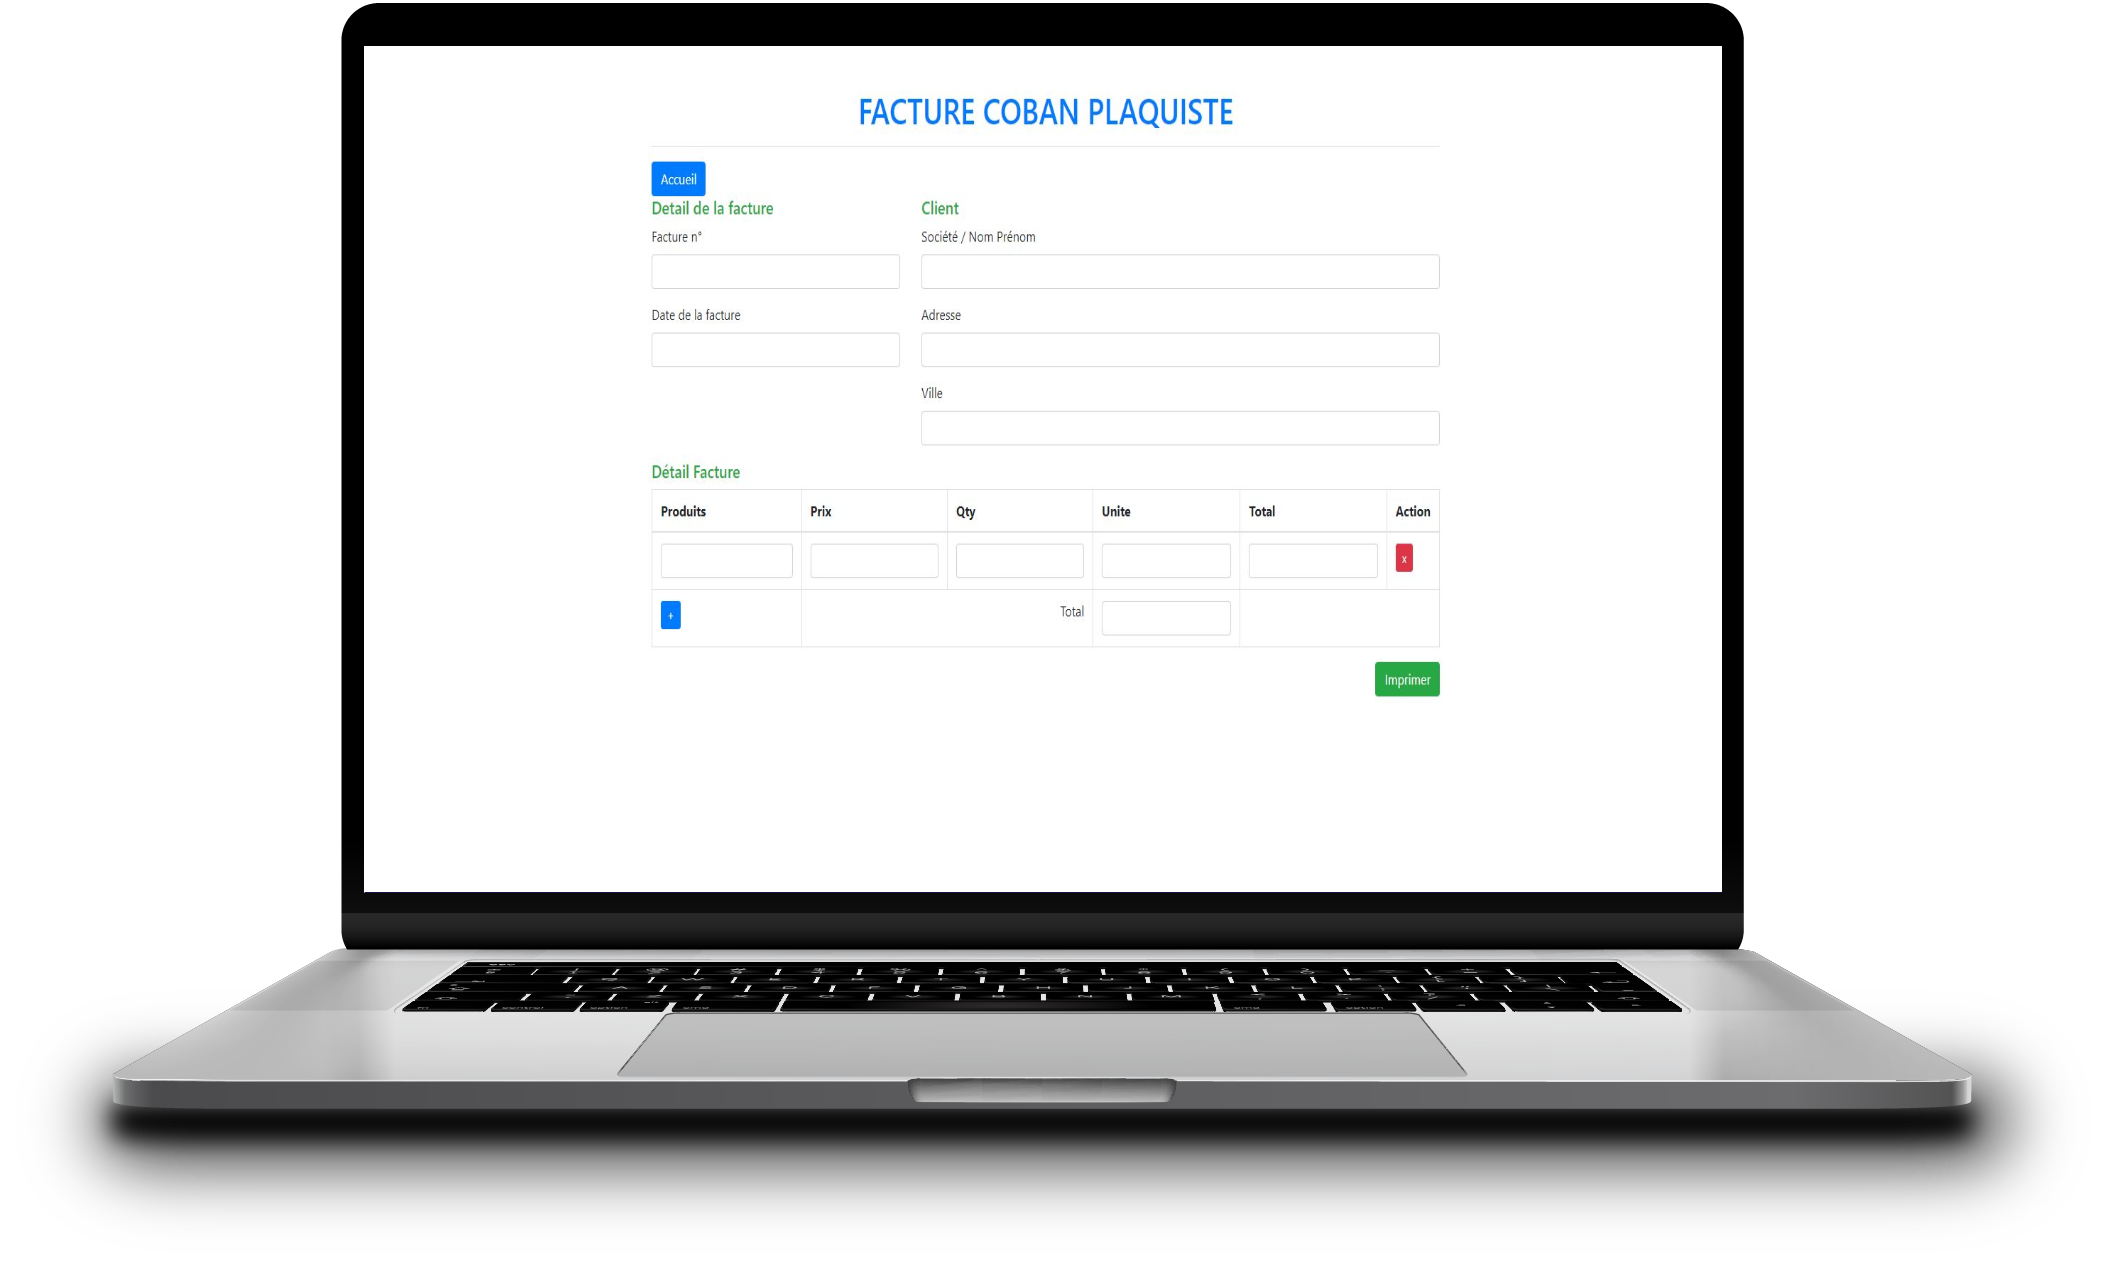 FACTURE COBAN PLAQUISTE
Accueil
Detail de la facture
Facture n°
Date de la facture
Client
Société / Nom Prénom
Adresse
Ville
Détail Facture
Produits Prix Qty Unite Total Action
x
+ Total
Imprimer